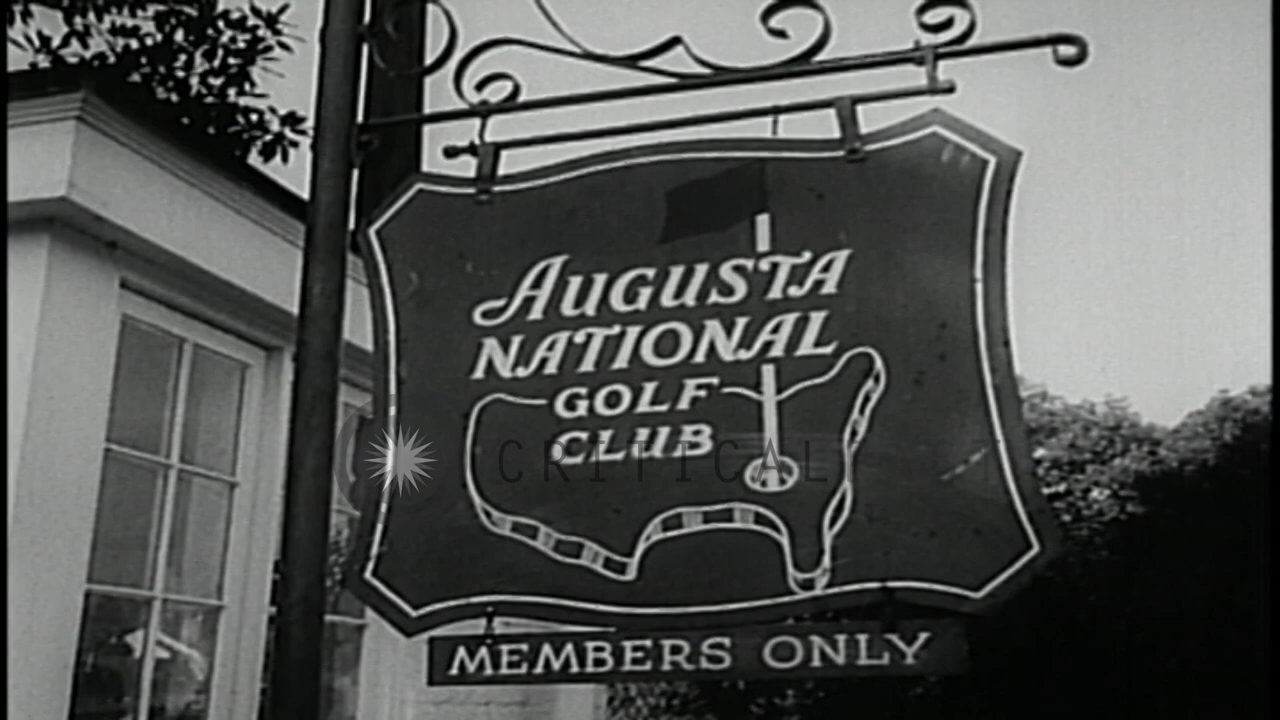 AUGUSTA
NATIONAL
GOLF
CLUB
CRITICAL
MEMBERS ONLY